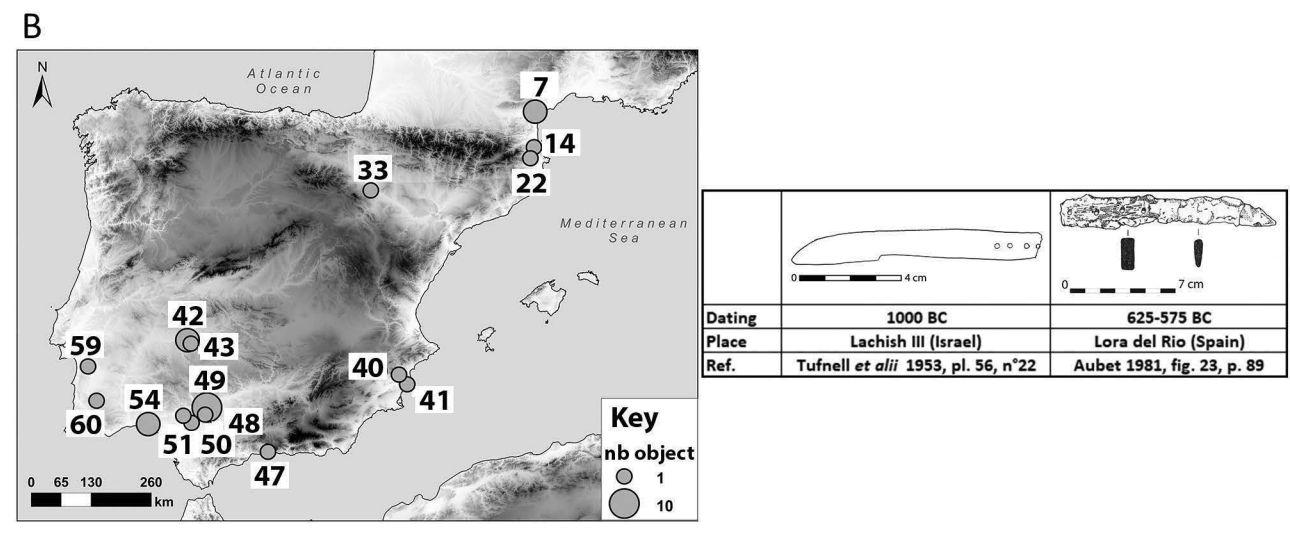 B
N
Atlantic
Ocean
7
14
22
33
Mediterranean
Sea
42
43
59
49
40
54
41
60
48
51 50
47
Key
nb object
1
10
0 65 130 260
km
0 4 cm
0 7 cm
Dating 1000 BC 625-575 BC
Place Lachish III (Israel) Lora del Rio (Spain)
Ref. Tufnell et alii 1953, pl. 56, n°22 Aubet 1981, fig. 23, p. 89